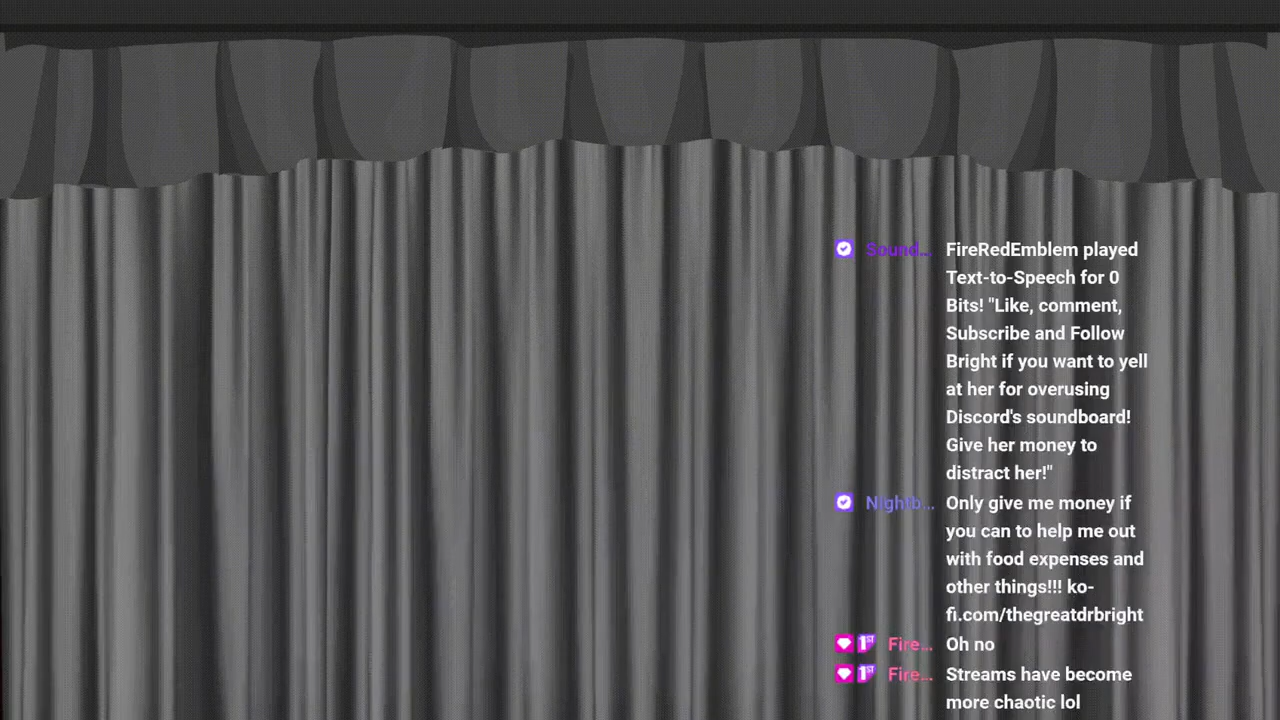 Sound... FireRedEmblem played
Text-to-Speech for 0
Bits! "Like, comment,
Subscribe and Follow
Bright if you want to yell
at her for overusing
Discord's soundboard!
Give her money to
distract her!"
Nightb... Only give me money if
you can to help me out
with food expenses and
other things!!! ko-
fi.com/thegreatdrbright
1ST Fire... Oh no
1ST Fire... Streams have become
more chaotic lol